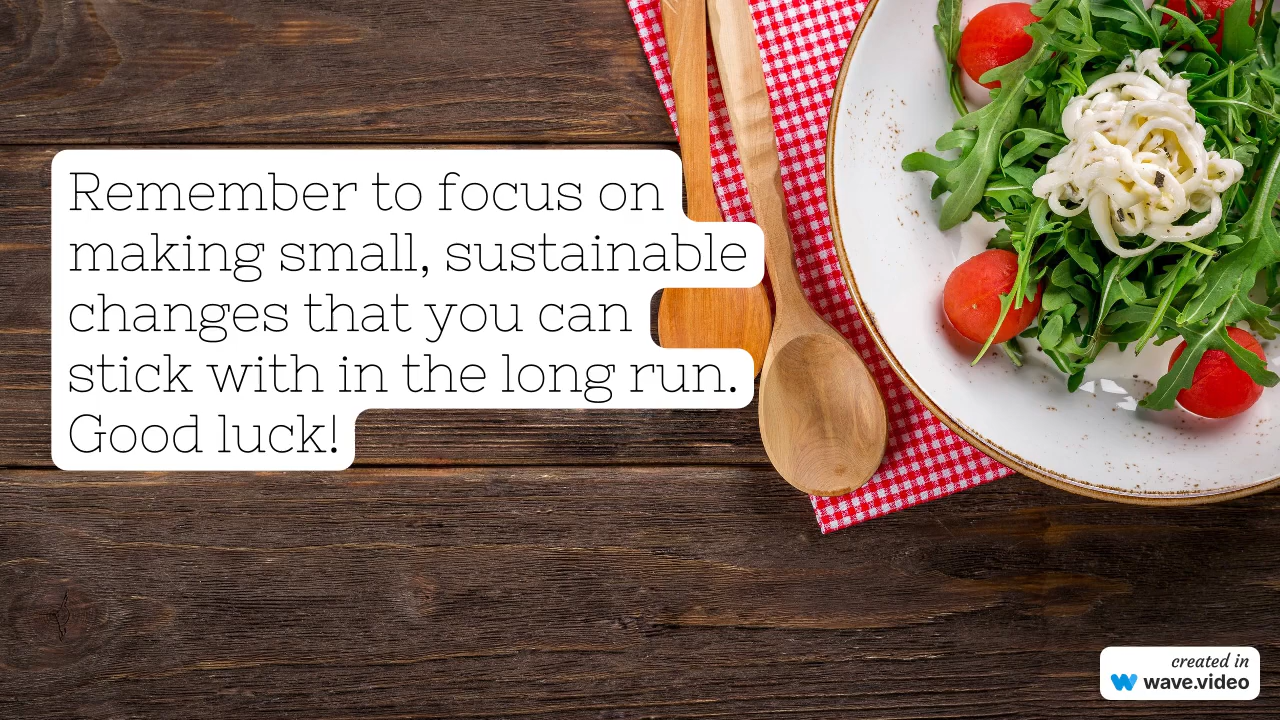 Remember to focus on
making small, sustainable
changes that you can
stick with in the long run.
Good luck!
created in
wave.video